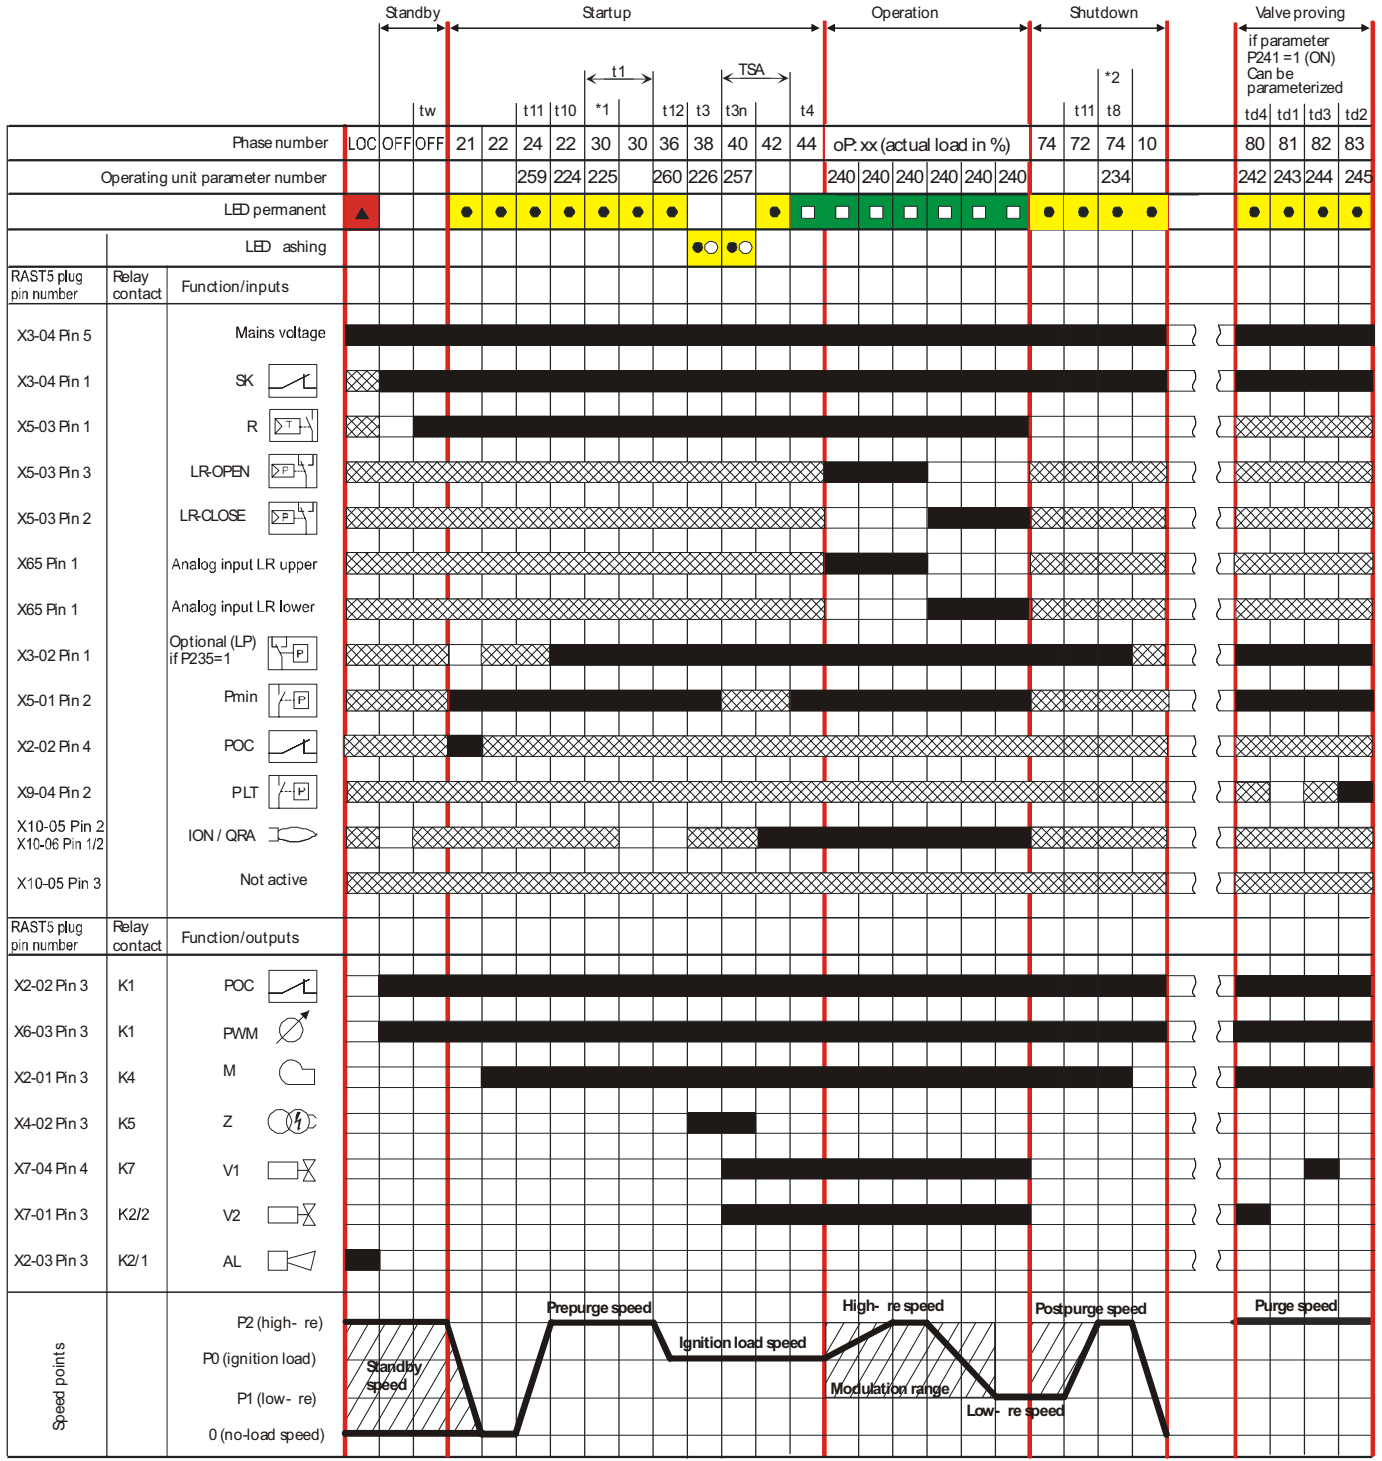 Standby Startup Operation Shutdown Valve proving
if parameter
P241 =1 (ON)
Can be
parameterized
t1 TSA *2
tw t11 t10 *1 t12 t3 t3n t4 t11 t8 td4 td1 td3 td2
Phase number LOC OFF OFF 21 22 24 22 30 30 36 38 40 42 44 oP: xx (actual load in %) 74 72 74 10 80 81 82 83
Operating unit parameter number 259 224 225 260 226 257 240 240 240 240 240 240 234 242 243 244 245
LED permanent
LED ashing
RAST5 plug
pin number
Relay
contact
Function/inputs
X3-04 Pin 5 Mains voltage
X3-04 Pin 1 SK
X5-03 Pin 1 R T
X5-03 Pin 3 LR-OPEN P
X5-03 Pin 2 LR-CLOSE P
X65 Pin 1 Analog input LR upper
X65 Pin 1 Analog input LR lower
X3-02 Pin 1 Optional (LP)
if P235=1 P
X5-01 Pin 2 Pmin P
X2-02 Pin 4 POC
X9-04 Pin 2 PLT P
X10-05 Pin 2
X10-06 Pin 1/2 ION / QRA
X10-05 Pin 3 Not active
RAST5 plug
pin number
Relay
contact
Function/outputs
X2-02 Pin 3 K1 POC
X6-03 Pin 3 K1 PWM
X2-01 Pin 3 K4 M
X4-02 Pin 3 K5 Z
X7-04 Pin 4 K7 V1
X7-01 Pin 3 K2/2 V2
X2-03 Pin 3 K2/1 AL
Speed points
P2 (high- re)
P0 (ignition load)
P1 (low- re)
0 (no-load speed)
Standby
speed
Prepurge speed
Ignition load speed
High- re speed
Modulation range
Low- re speed
Postpurge speed
Purge speed